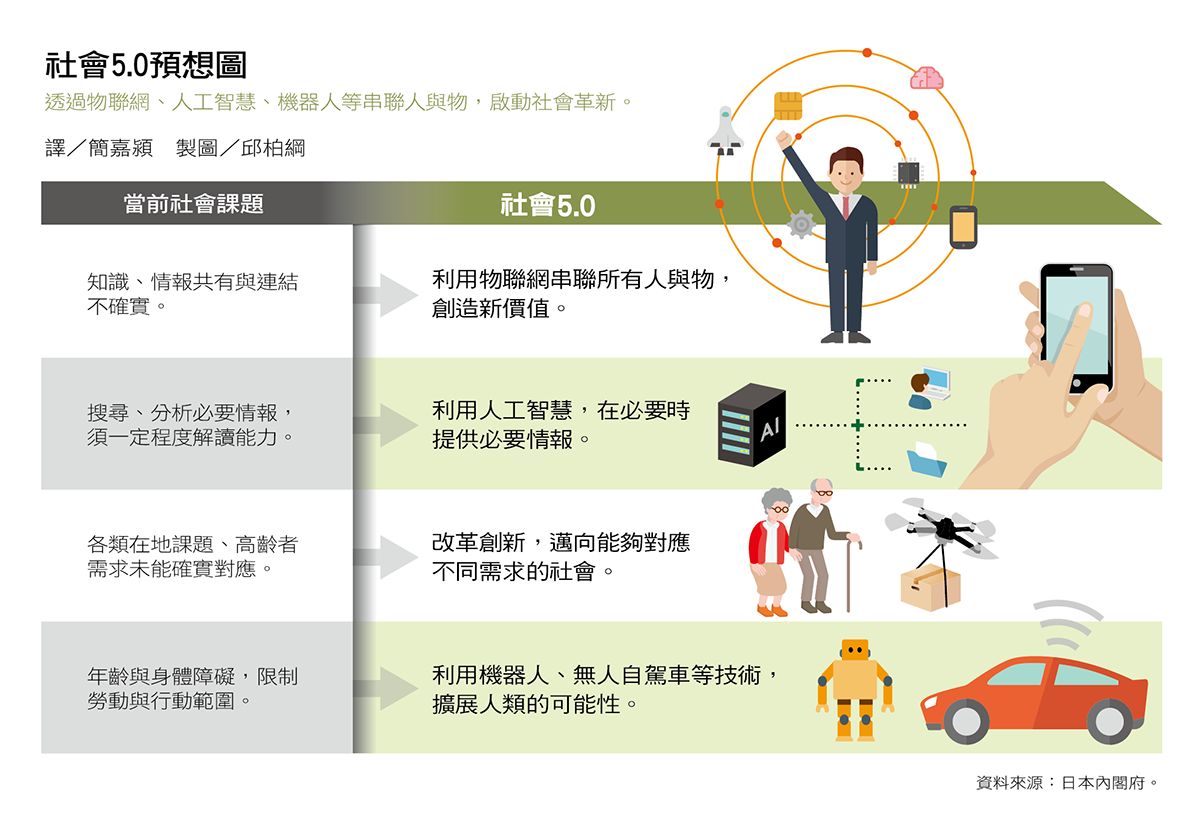 社會5.0預想圖
透過物聯網、人工智慧、機器人等串聯人與物,啟動社會革新。
譯／簡嘉潁　製圖／邱柏綱
當前社會課題
社會5.0
知識、情報共有與連結
不確實。
利用物聯網串聯所有人與物,
創造新價值。
搜尋、分析必要情報,
須一定程度解讀能力。
利用人工智慧,在必要時
提供必要情報。
AI
各類在地課題、高齡者
需求未能確實對應。
改革創新,邁向能夠對應
不同需求的社會。
年齡與身體障礙,限制
勞動與行動範圍。
利用機器人、無人自駕車等技術,
擴展人類的可能性。
資料來源：日本內閣府。